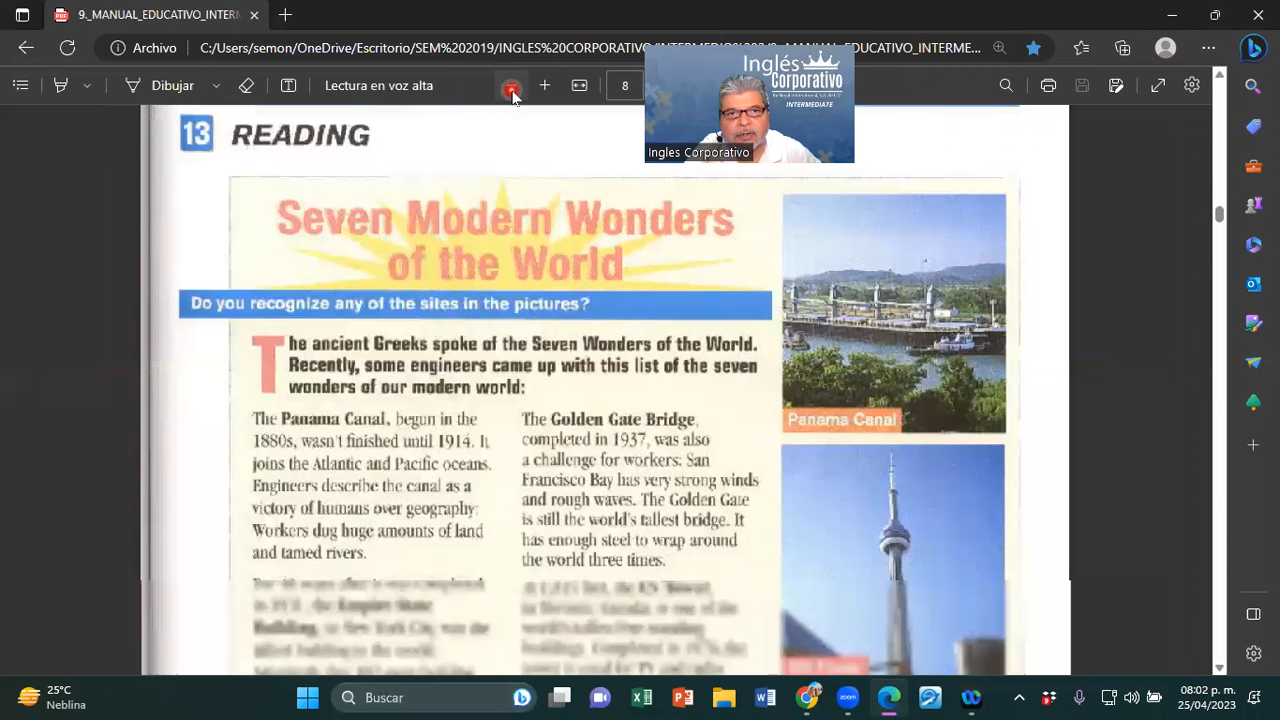 9_MANUAL_EDUCATIVO_INTERM
Archivo
C:/Users/semon/OneDrive/Escritorio/SEM%202019/INGLES%20CORPORATIVO/
MANUAL_EDUCATIVO_INTERME...
Dibujar
Lectura en voz alta
8
Inglés
Corporativo
INTERMEDIATE
Ingles Corporativo
13 READING
Seven Modern Wonders
of the World
Do you recognize any of the sites in the pictures?
The ancient Greeks spoke of the Seven Wonders of the World.
Recently, some engineers came up with this list of the seven
wonders of our modern world:
The Panama Canal, begun in the
1880s, wasn't finished until 1914. It
joins the Atlantic and Pacific oceans.
Engineers describe the canal as a
victory of humans over geography:
Workers dug huge amounts of land
and tamed rivers.
The Golden Gate Bridge,
completed in 1937, was also
a challenge for workers: San
Francisco Bay has very strong winds
and rough waves. The Golden Gate
is still the world's tallest bridge. It
has enough steel to wrap around
the world three times.
Empire State
Building,
Panama Canal
25°C
Neblina
Buscar
08:02 p. m.
25/04/2023